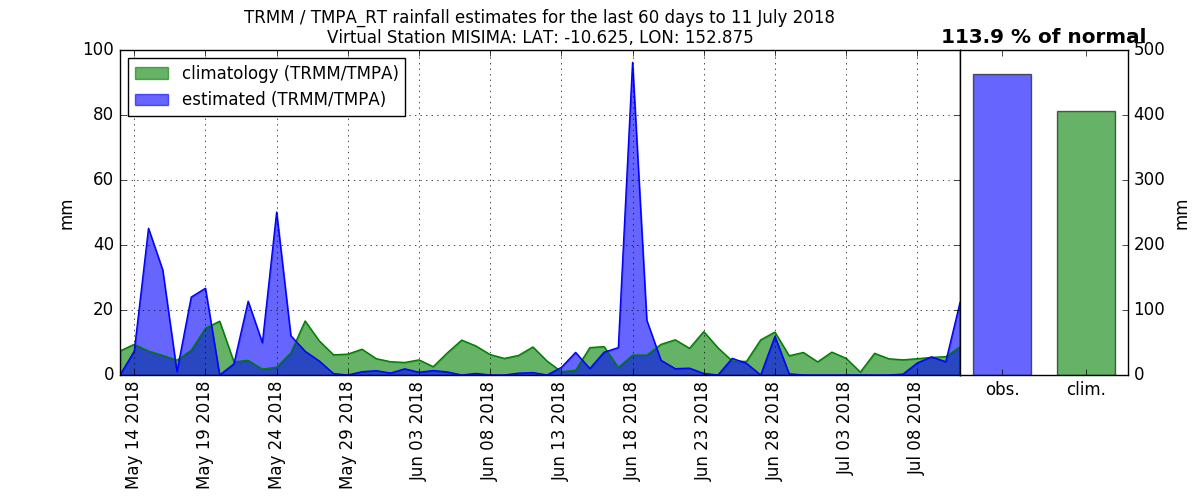 TRMM / TMPA_RT rainfall estimates for the last 60 days to 11 July 2018
Virtual Station MISIMA: LAT: -10.625, LON: 152.875
113.9 % of normal
climatology (TRMM/TMPA)
estimated (TRMM/TMPA)
mm
100
80
60
40
20
0
May 14 2018
May 19 2018
May 24 2018
May 29 2018
Jun 03 2018
Jun 08 2018
Jun 13 2018
Jun 18 2018
Jun 23 2018
Jun 28 2018
Jul 03 2018
Jul 08 2018
obs.
clim.
500
400
300
200
100
0
mm